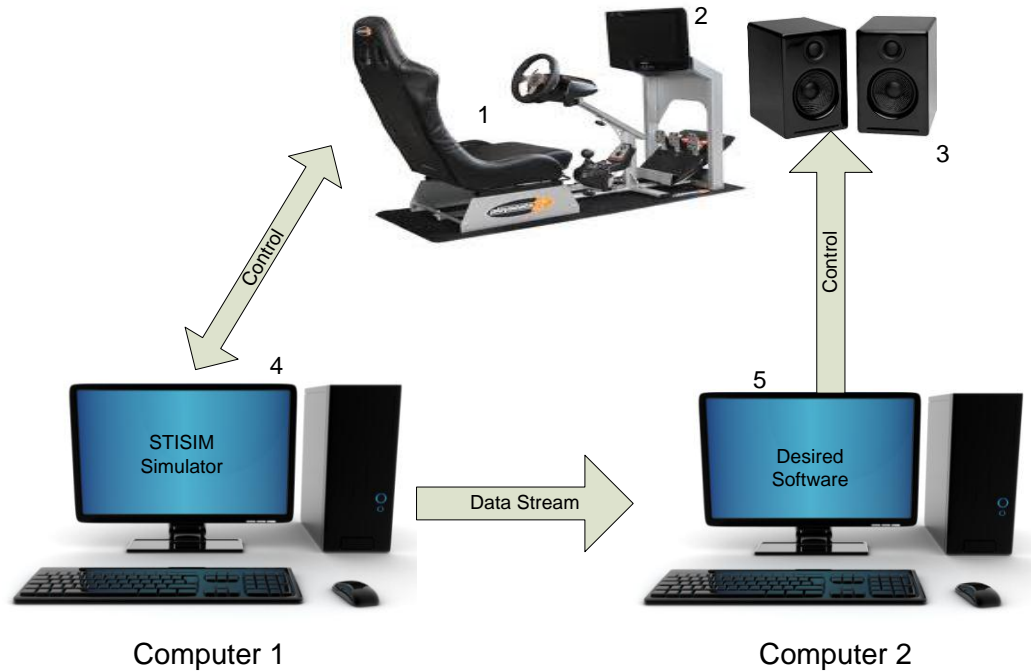 2
1
3
Control
Control
4
5
STISIM
Simulator
Desired
Software
Data Stream
Computer 1
Computer 2